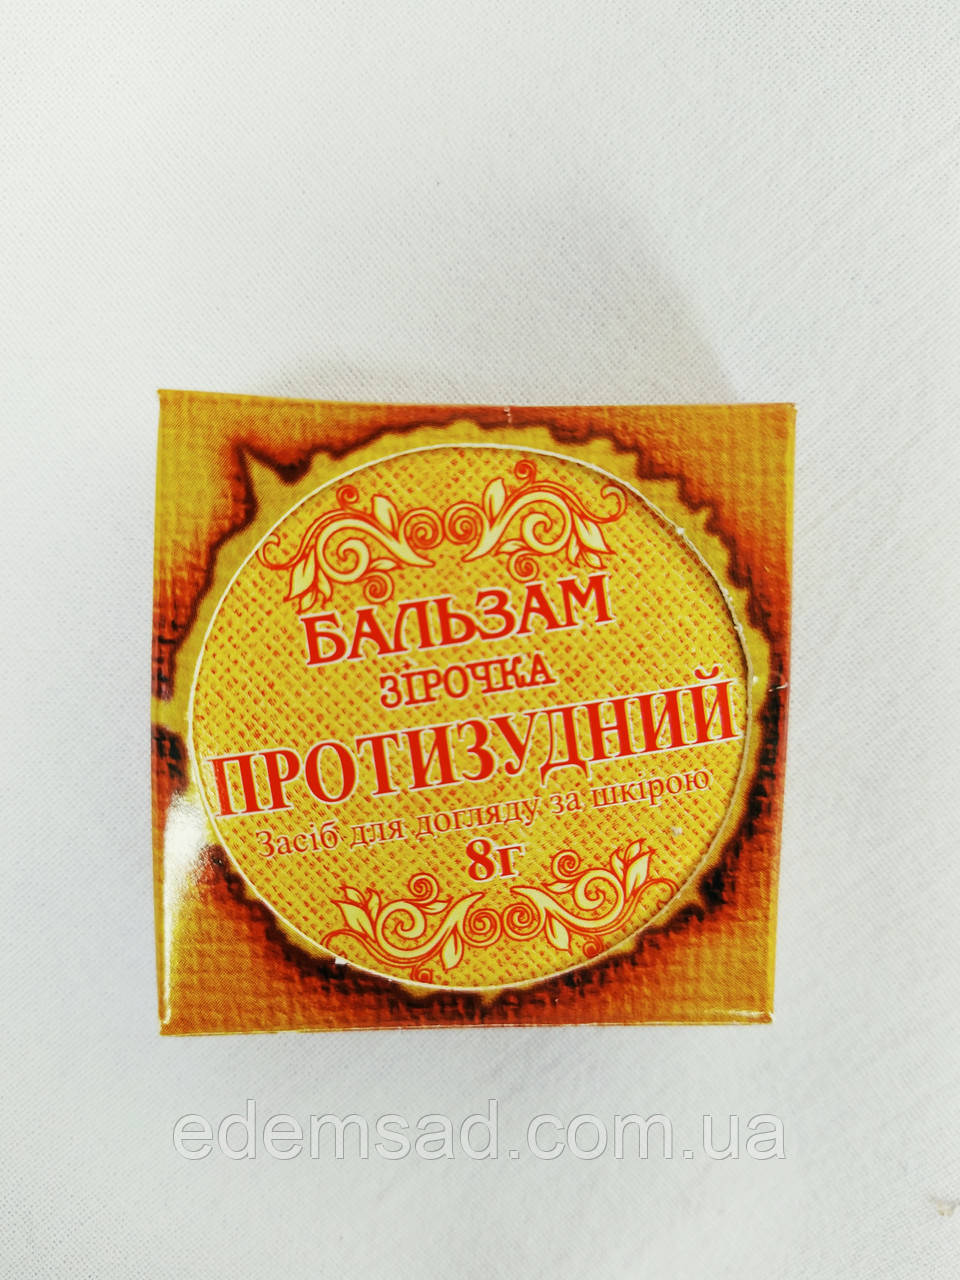 БАЛЬЗАМ
ЗІРОЧКА
ПРОТИЗУДНИЙ
Засіб для догляду за шкірою
8г
edemsad.com.ua